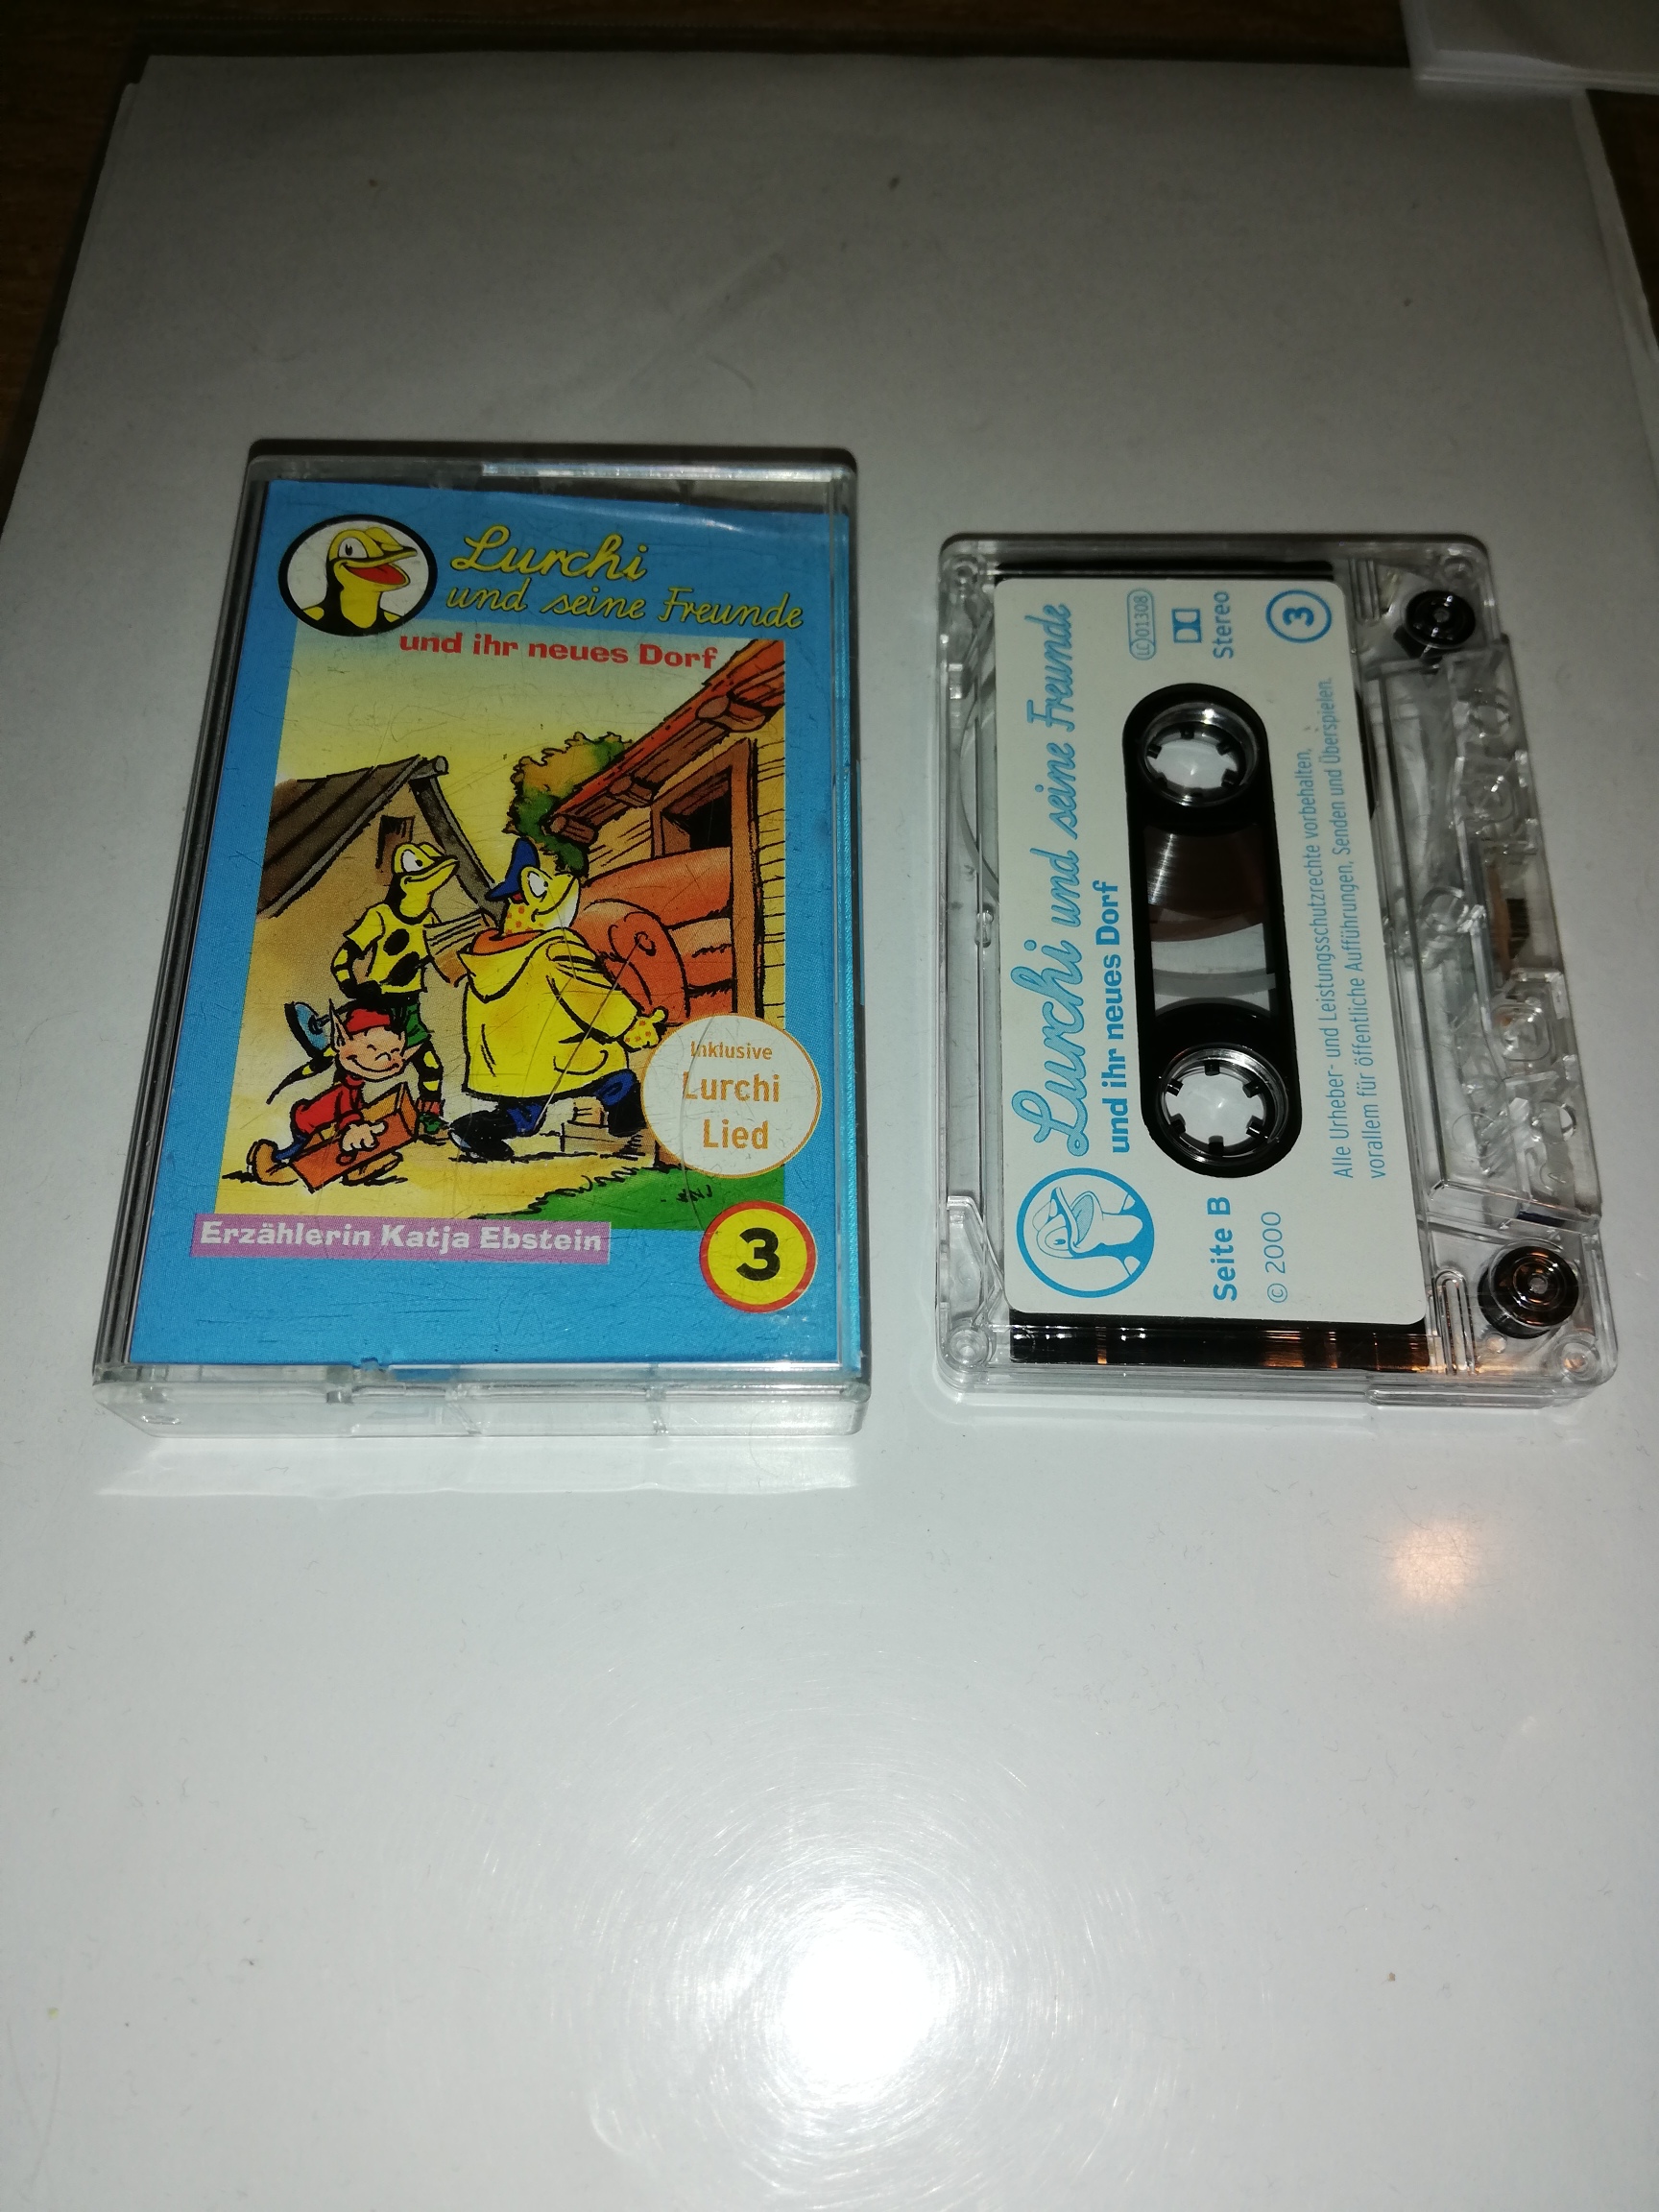 Lurchi
und seine Freunde
und ihr neues Dorf
Inklusive
Lurchi
Lied
Erzählerin Katja Ebstein
3
Lurchi und seine Freunde
und ihr neues Dorf
LC 01308
Stereo
3
Seite B
© 2000
Alle Urheber- und Leistungsschutzrechte vorbehalten,
vorallem für öffentliche Aufführungen, Senden und Überspielen.